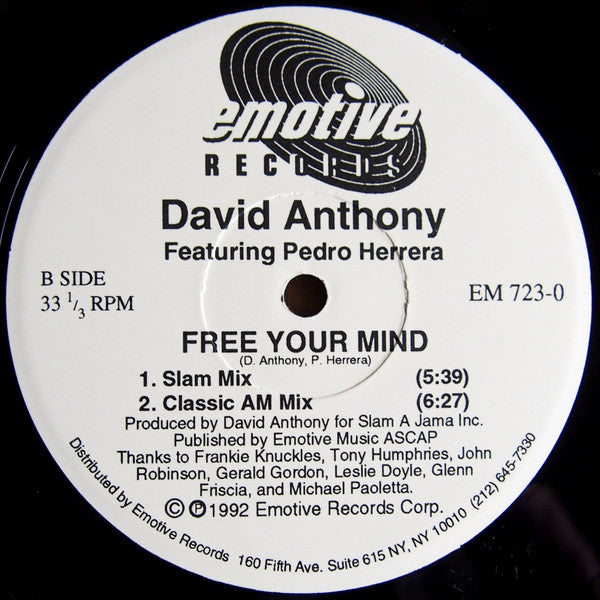 emotive
RECORDS
David Anthony
Featuring Pedro Herrera
B SIDE
33 1/3 RPM
EM 723-0
FREE YOUR MIND
(D. Anthony, P. Herrera)
1. Slam Mix (5:39)
2. Classic AM Mix (6:27)
Produced by David Anthony for Slam A Jama Inc.
Published by Emotive Music ASCAP
Thanks to Frankie Knuckles, Tony Humphries, John
Robinson, Gerald Gordon, Leslie Doyle, Glenn
Friscia, and Michael Paoletta.
© ℗ 1992 Emotive Records Corp.
Distributed by Emotive Records 160 Fifth Ave. Suite 615 NY, NY 10010 (212) 645-7330